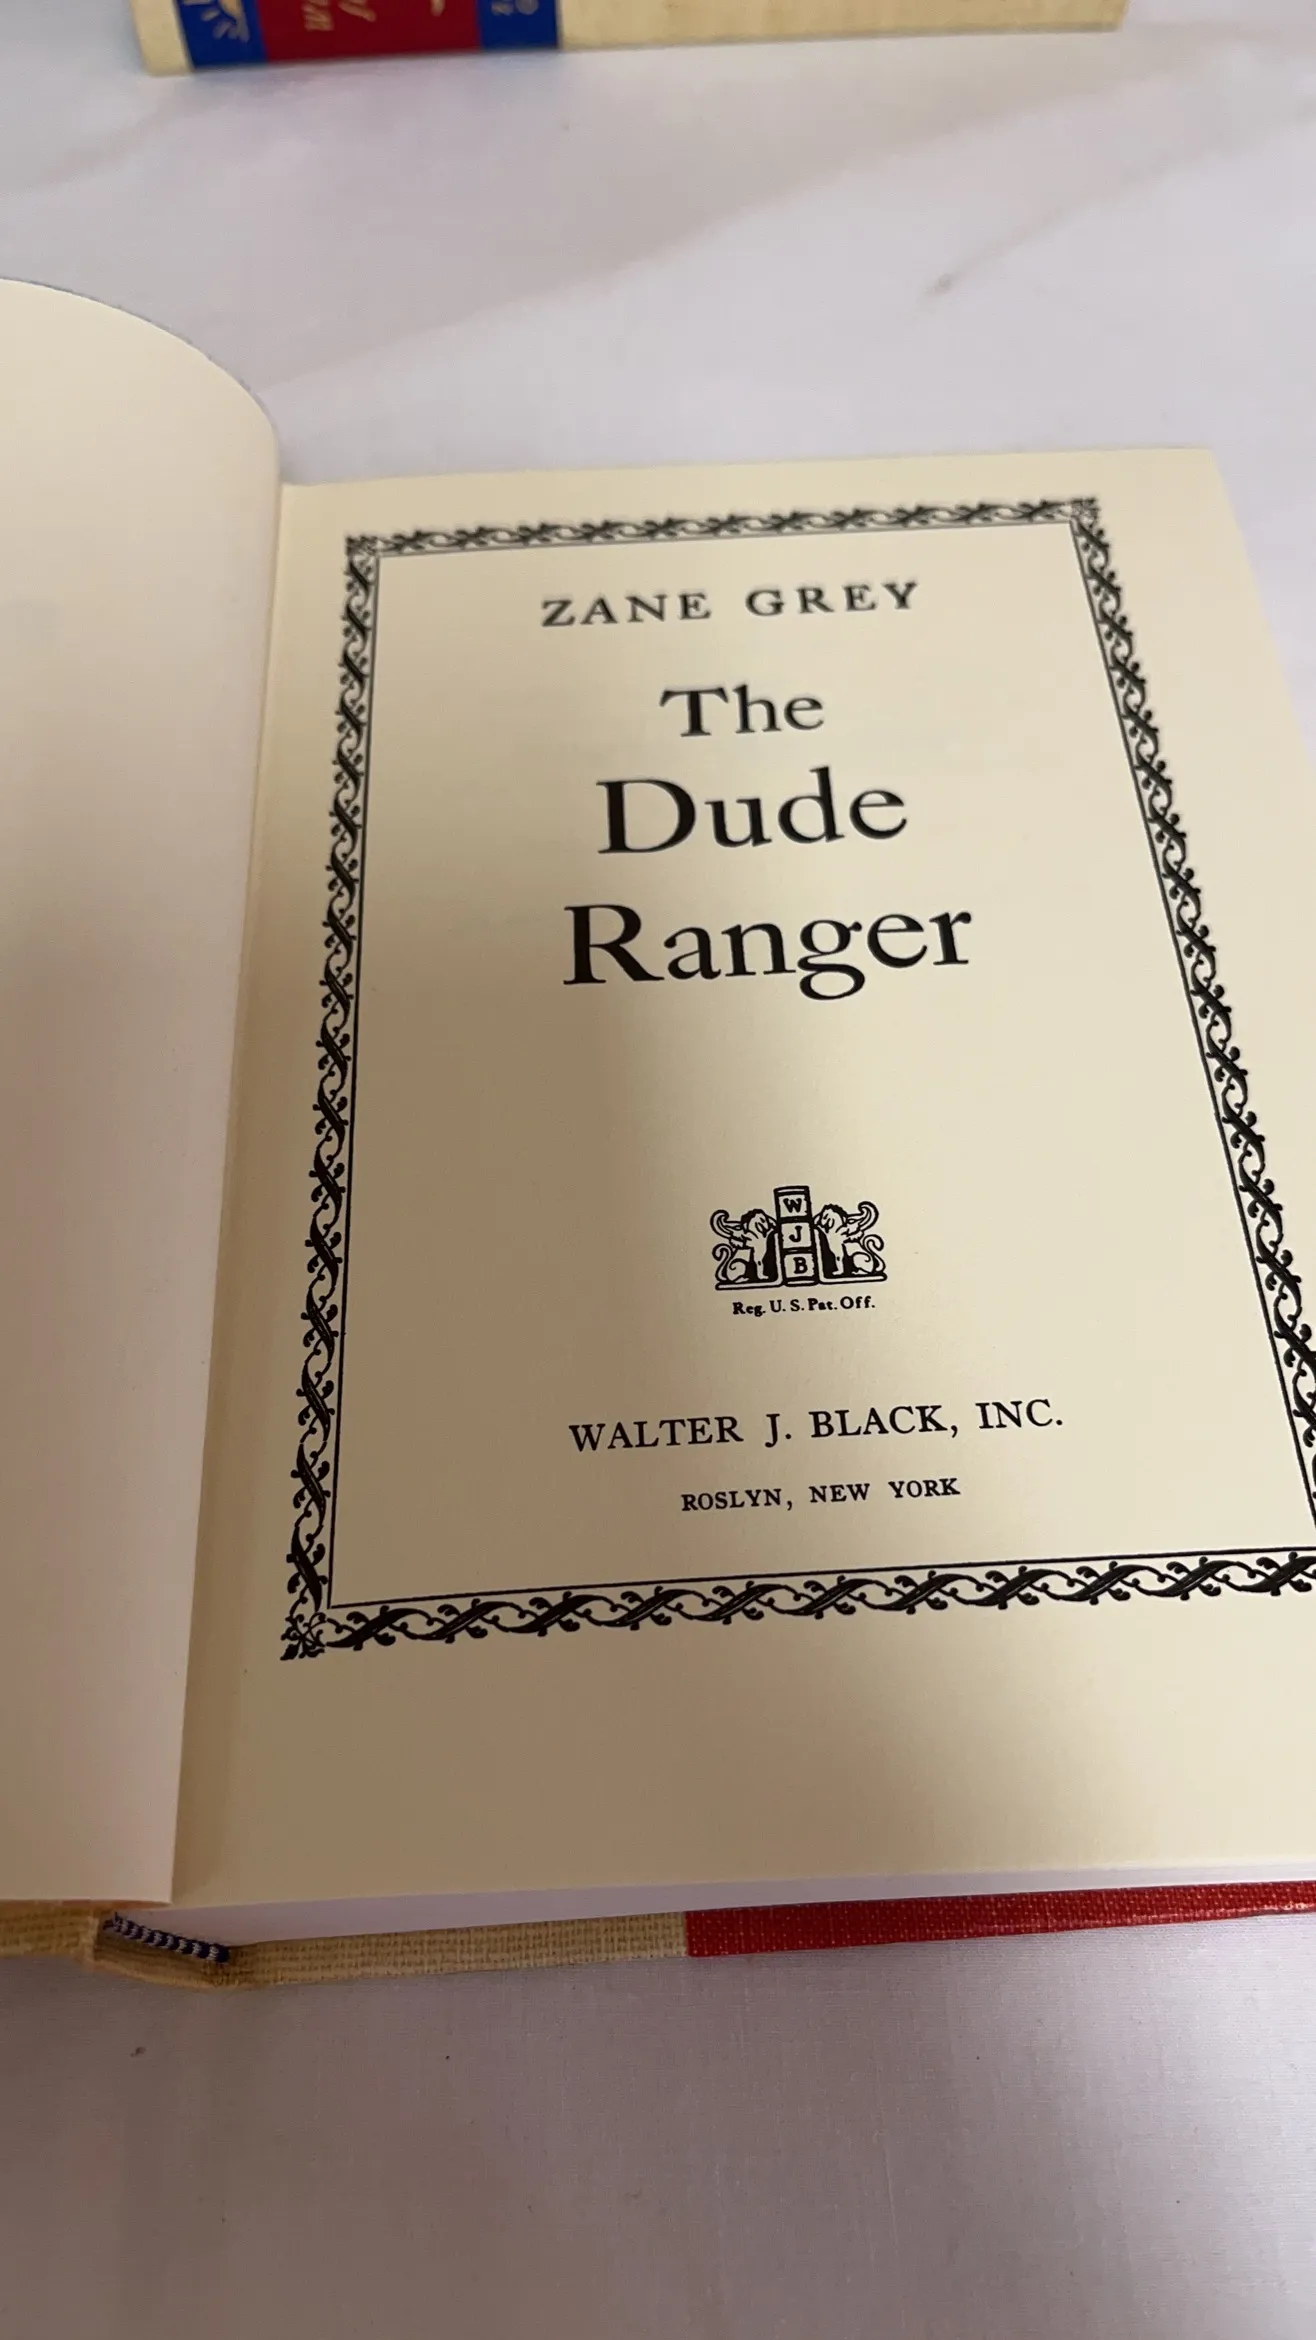 ZANE GREY
The
Dude
Ranger
W
J
B
Reg. U. S. Pat. Off.
WALTER J. BLACK, INC.
ROSLYN, NEW YORK